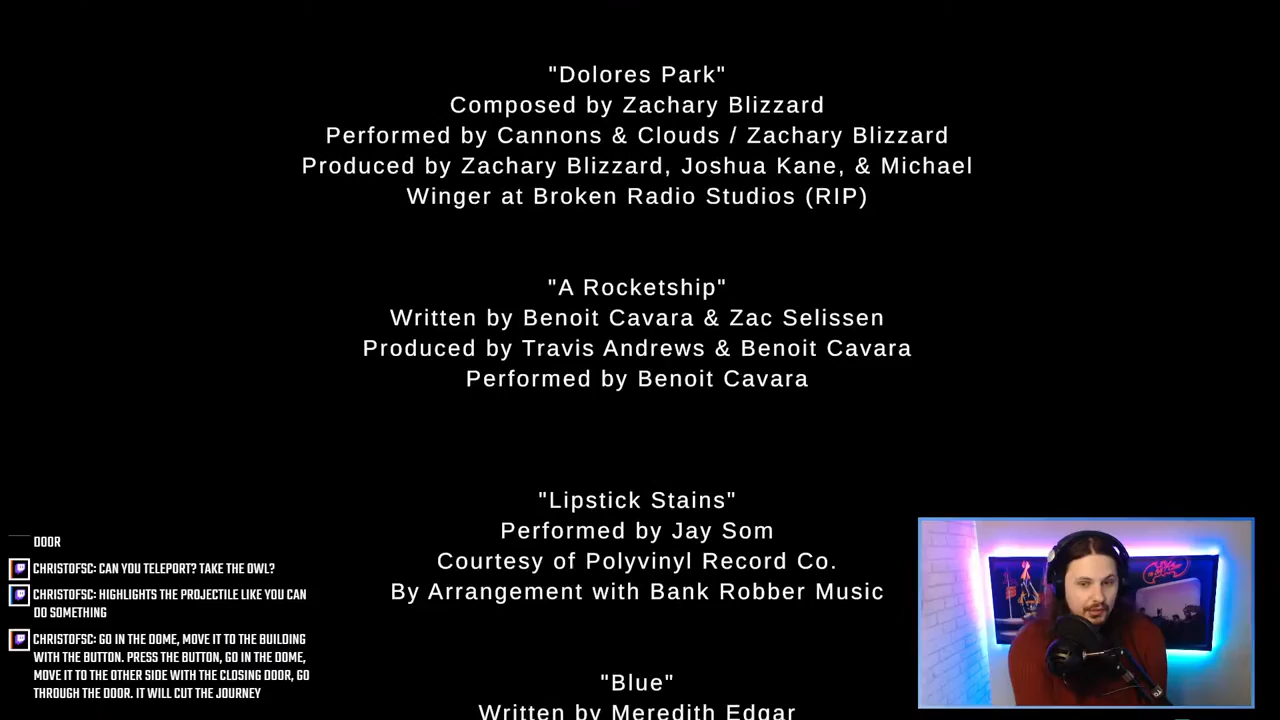 "Dolores Park"
Composed by Zachary Blizzard
Performed by Cannons & Clouds / Zachary Blizzard
Produced by Zachary Blizzard, Joshua Kane, & Michael
Winger at Broken Radio Studios (RIP)
"A Rocketship"
Written by Benoit Cavara & Zac Selissen
Produced by Travis Andrews & Benoit Cavara
Performed by Benoit Cavara
"Lipstick Stains"
Performed by Jay Som
Courtesy of Polyvinyl Record Co.
By Arrangement with Bank Robber Music
"Blue"
Written by Meredith Edgar
DOOR
CHRISTOFSC: CAN YOU TELEPORT? TAKE THE OWL?
CHRISTOFSC: HIGHLIGHTS THE PROJECTILE LIKE YOU CAN
DO SOMETHING
CHRISTOFSC: GO IN THE DOME, MOVE IT TO THE BUILDING
WITH THE BUTTON. PRESS THE BUTTON, GO IN THE DOME,
MOVE IT TO THE OTHER SIDE WITH THE CLOSING DOOR, GO
THROUGH THE DOOR. IT WILL CUT THE JOURNEY